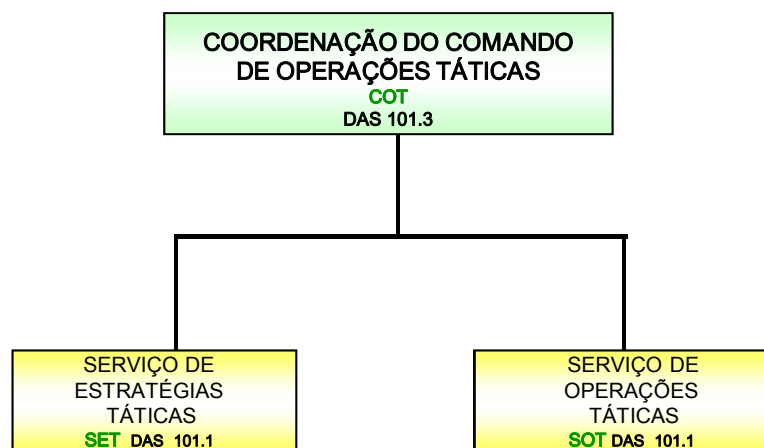 COORDENAÇÃO DO COMANDO
DE OPERAÇÕES TÁTICAS
COT
DAS 101.3
SERVIÇO DE
ESTRATÉGIAS
TÁTICAS
SET DAS 101.1
SERVIÇO DE
OPERAÇÕES
TÁTICAS
SOT DAS 101.1